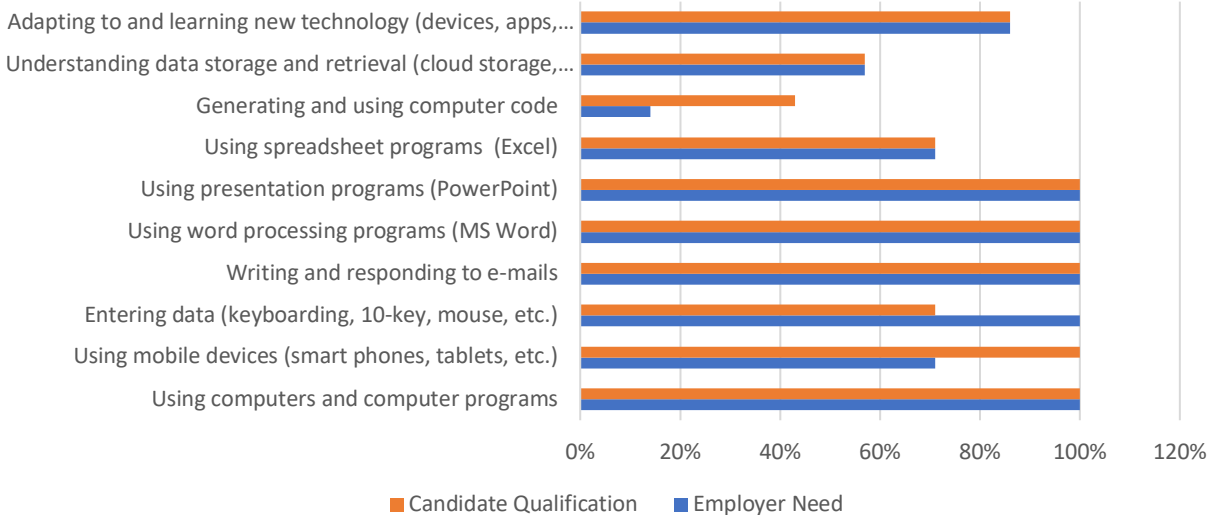 Adapting to and learning new technology (devices, apps,...
Understanding data storage and retrieval (cloud storage,...
Generating and using computer code
Using spreadsheet programs  (Excel)
Using presentation programs (PowerPoint)
Using word processing programs (MS Word)
Writing and responding to e-mails
Entering data (keyboarding, 10-key, mouse, etc.)
Using mobile devices (smart phones, tablets, etc.)
Using computers and computer programs
0% 20% 40% 60% 80% 100% 120%
Candidate Qualification Employer Need